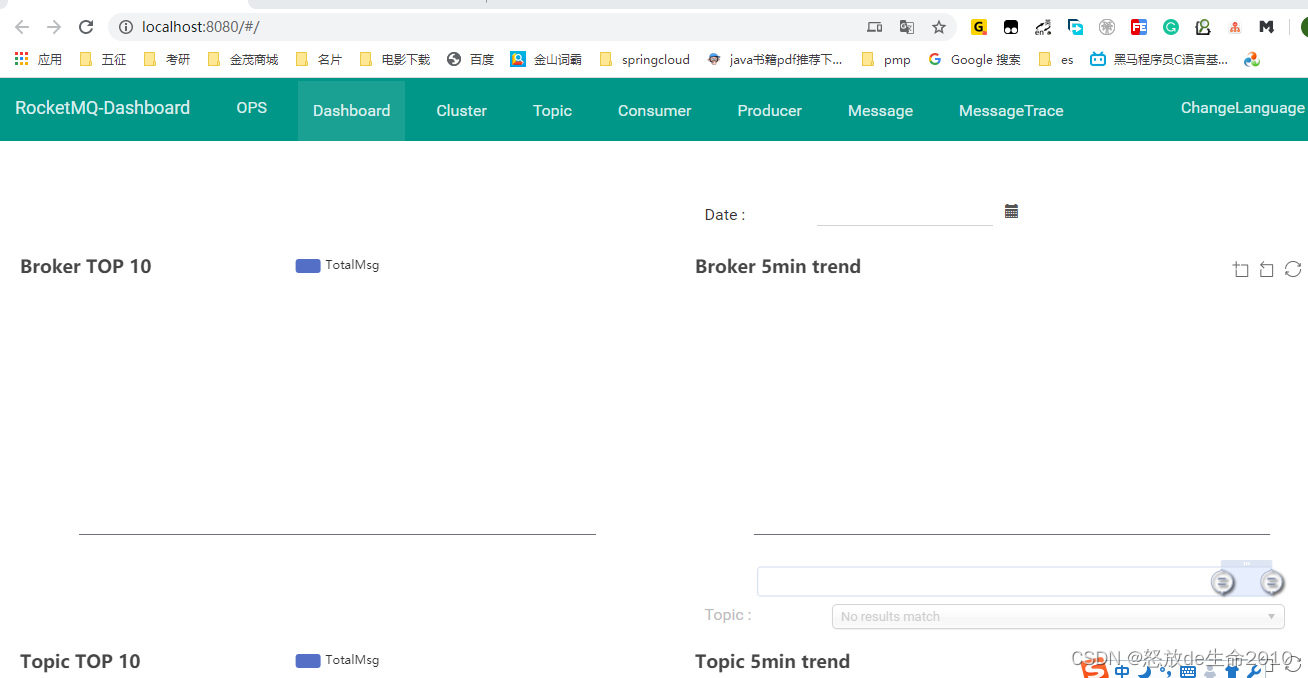 localhost:8080/#/
应用 五征 考研 金茂商城 名片 电影下载 百度 金山词霸 springcloud java书籍pdf推荐下... pmp Google 搜索 es 黑马程序员C语言基...
RocketMQ-Dashboard OPS Dashboard Cluster Topic Consumer Producer Message MessageTrace ChangeLanguage
Date :
Broker TOP 10 TotalMsg Broker 5min trend
Topic : No results match
Topic TOP 10 TotalMsg Topic 5min trend
CSDN @怒放de生命2010
中